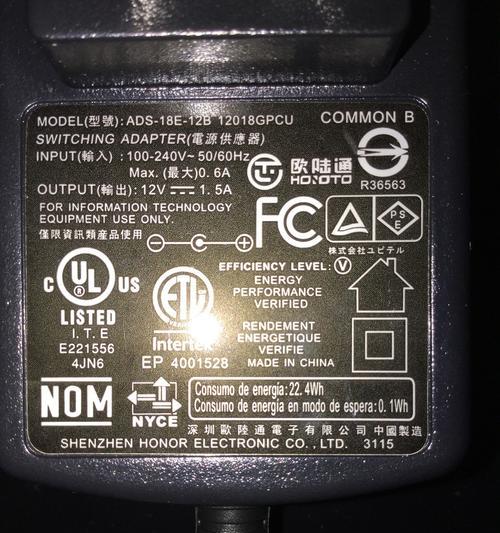 MODEL(型號): ADS-18E-12B 12018GPCU COMMON B
SWITCHING ADAPTER(電源供應器)
INPUT(輸入) : 100-240V~ 50/60Hz
Max. (最大)0. 6A
OUTPUT(輸出): 12V 1. 5A
FOR INFORMATION TECHNOLOGY
EQUIPMENT USE ONLY.
僅限資訊類産品使用
欧陆通
HONOTO
R36563
FC
PSE
株式会社ユピテル
- +
c UL US
®
LISTED
I. T. E
E221556
4JN6
ETL
Intertek
EP 4001528
EFFICIENCY LEVEL: V
ENERGY
PERFORMANCE
VERIFIED
RENDEMENT
ENERGETIQUE
VERIFIE
MADE IN CHINA
NOM
NYCE
Consumo de energia: 22. 4Wh
Consumo de energia en modo de espera: 0. 1Wh
深圳歐陸通電子有限公司 中國製造
SHENZHEN HONOR ELECTRONIC CO., LTD. 3115